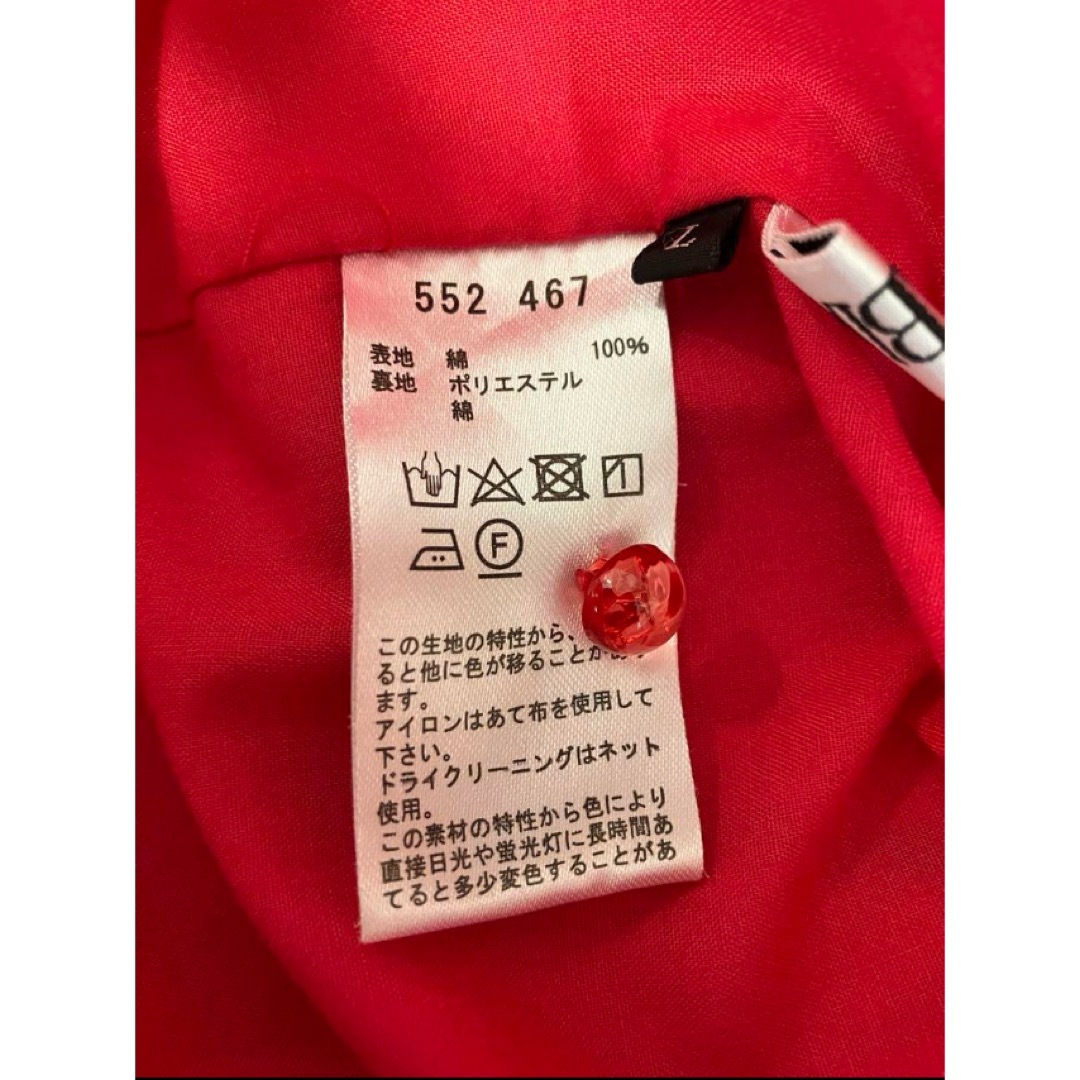 552 467
表地 綿 100%
裏地 ポリエステル
綿
F
この生地の特性から、
ると他に色が移ることがあり
ます。
アイロンはあて布を使用して
下さい。
ドライクリーニングはネット
使用。
この素材の特性から色により
直接日光や蛍光灯に長時間あ
てると多少変色することがあ